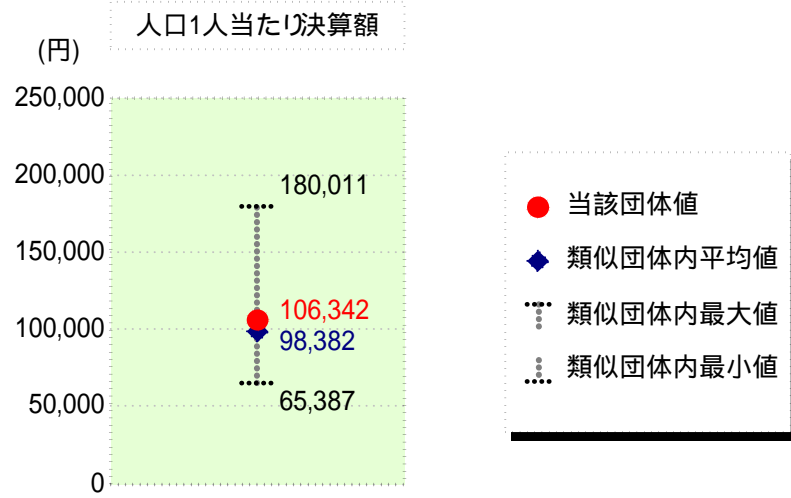 人口1人当たり決算額
(円)
250,000
200,000
180,011
150,000
106,342
100,000
98,382
65,387
50,000
0
当該団体値
類似団体内平均値
類似団体内最大値
類似団体内最小値